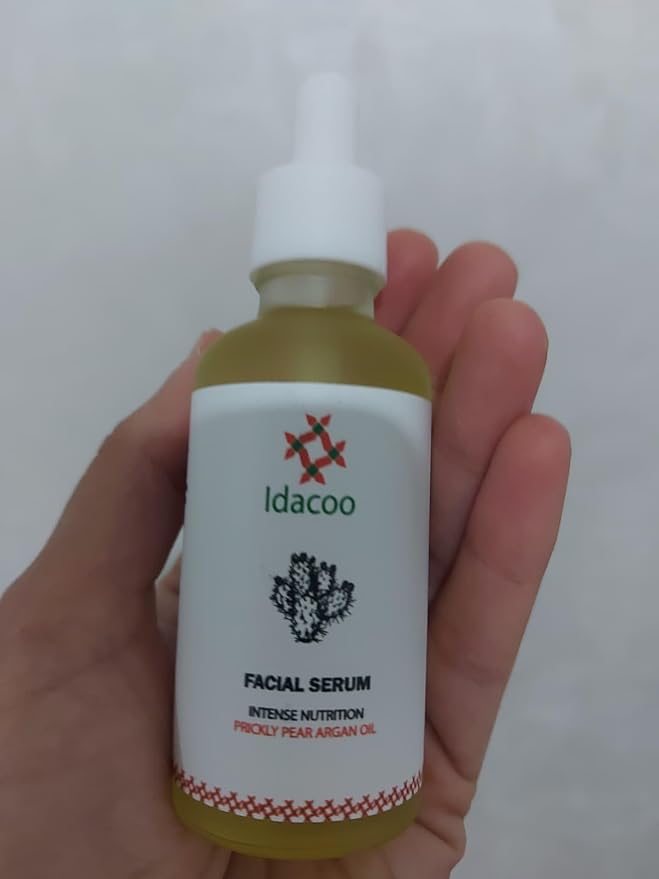 Idacoo
FACIAL SERUM
INTENSE NUTRITION
PRICKLY PEAR ARGAN OIL